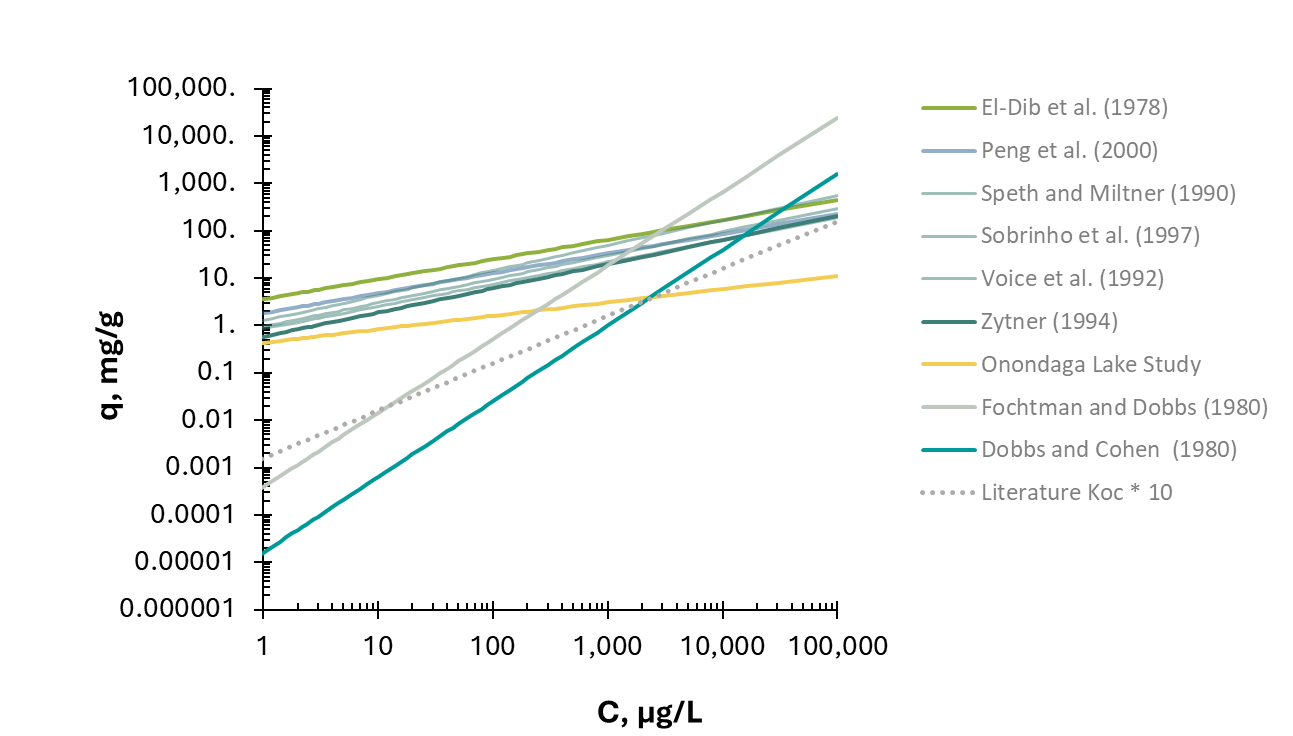 100,000.
10,000.
1,000.
100.
10.
1.
0.1
0.01
0.001
0.0001
0.00001
0.000001
q, mg/g
1
10
100
1,000
10,000
100,000
C, µg/L
El-Dib et al. (1978)
Peng et al. (2000)
Speth and Miltner (1990)
Sobrinho et al. (1997)
Voice et al. (1992)
Zytner (1994)
Onondaga Lake Study
Fochtman and Dobbs (1980)
Dobbs and Cohen  (1980)
Literature Koc * 10